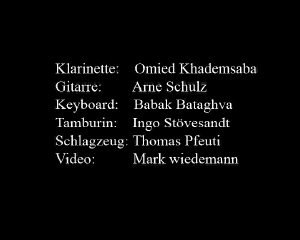 Klarinette: Omied Khademsaba
Gitarre: Arne Schulz
Keyboard: Babak Bataghva
Tamburin: Ingo Stövesandt
Schlagzeug: Thomas Pfeuti
Video: Mark wiedemann